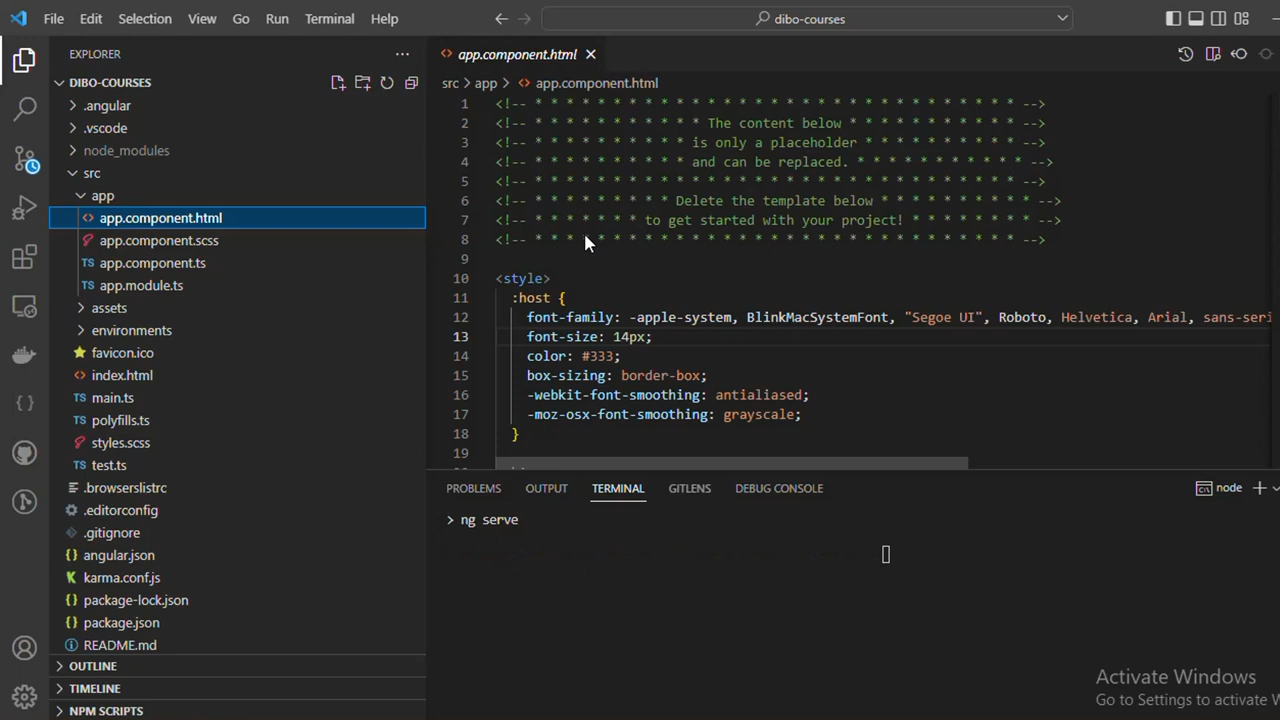 File Edit Selection View Go Run Terminal Help
dibo-courses
EXPLORER
DIBO-COURSES
.angular
.vscode
node_modules
src
app
app.component.html
app.component.scss
app.component.ts
app.module.ts
assets
environments
favicon.ico
index.html
main.ts
polyfills.ts
styles.scss
test.ts
.browserslistrc
.editorconfig
.gitignore
angular.json
karma.conf.js
package-lock.json
package.json
README.md
OUTLINE
TIMELINE
NPM SCRIPTS
app.component.html
src > app > app.component.html
1 <!-- * * * * * * * * * * * * * * * * * * * * * * * * * * * * * * * -->
2 <!-- * * * * * * * * * * * The content below * * * * * * * * * * * -->
3 <!-- * * * * * * * * * * is only a placeholder * * * * * * * * * * -->
4 <!-- * * * * * * * * * * and can be replaced. * * * * * * * * * * * -->
5 <!-- * * * * * * * * * * * * * * * * * * * * * * * * * * * * * * * -->
6 <!-- * * * * * * * * * Delete the template below * * * * * * * * * * -->
7 <!-- * * * * * * * to get started with your project! * * * * * * * * -->
8 <!-- * * * * * * * * * * * * * * * * * * * * * * * * * * * * * * * -->
9
10 <style>
11 :host {
12 font-family: -apple-system, BlinkMacSystemFont, "Segoe UI", Roboto, Helvetica, Arial, sans-seri
13 font-size: 14px;
14 color: #333;
15 box-sizing: border-box;
16 -webkit-font-smoothing: antialiased;
17 -moz-osx-font-smoothing: grayscale;
18 }
19
PROBLEMS OUTPUT TERMINAL GITLENS DEBUG CONSOLE
node
> ng serve
Activate Windows
Go to Settings to activate W